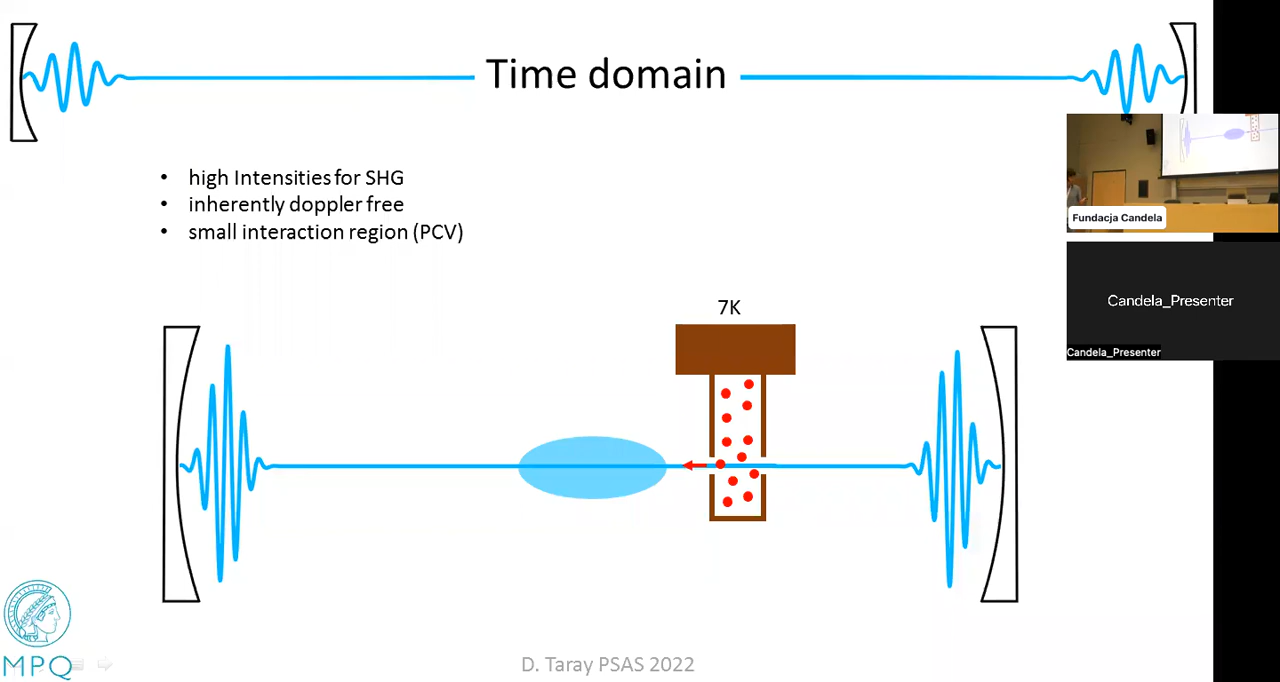 Time domain
• high Intensities for SHG
• inherently doppler free
• small interaction region (PCV)
7K
Fundacja Candela
Candela_Presenter
Candela_Presenter
MPQ
D. Taray PSAS 2022